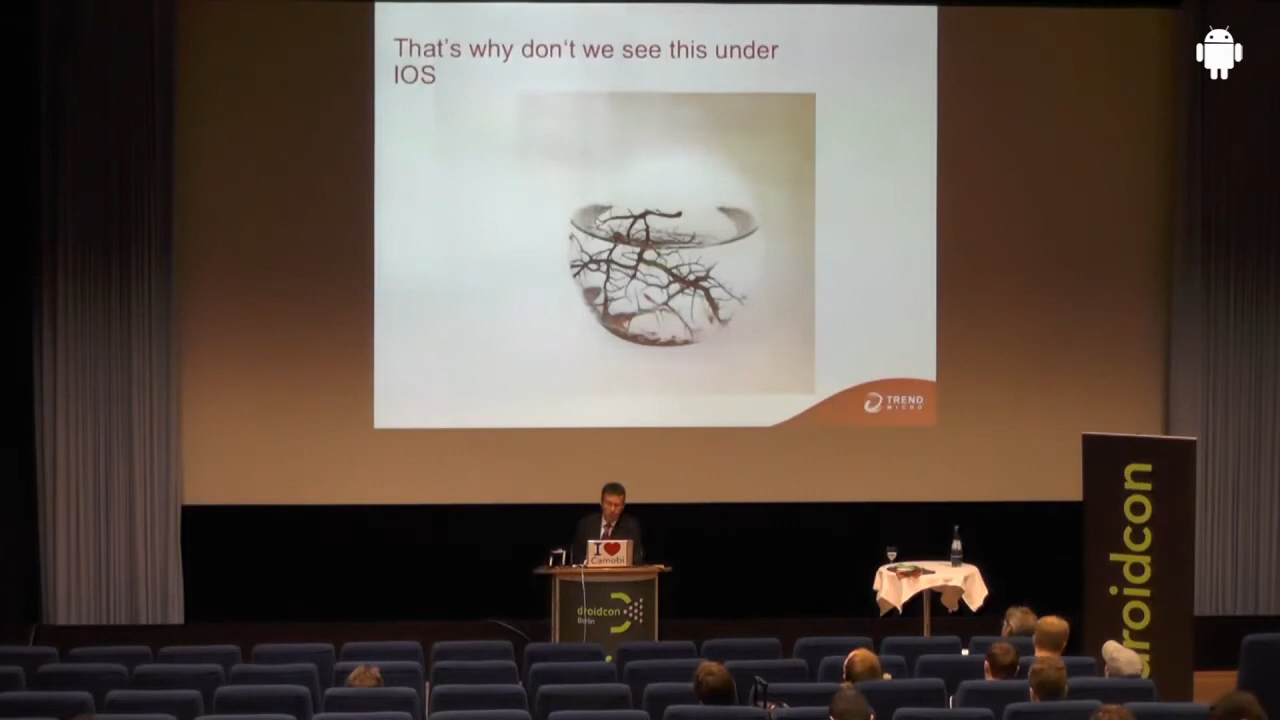 That's why don't we see this under
IOS
TREND
MICRO
I ❤
Camobi
droidcon
Berlin
droidcon